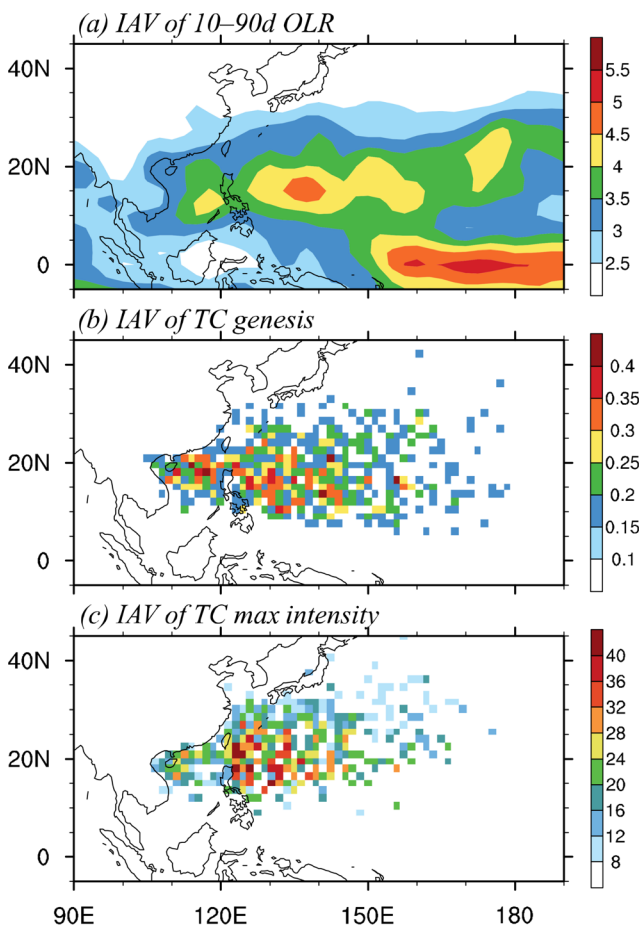 (a) IAV of 10–90d OLR
40N
20N
0
5.5
5
4.5
4
3.5
3
2.5
(b) IAV of TC genesis
40N
20N
0
0.4
0.35
0.3
0.25
0.2
0.15
0.1
(c) IAV of TC max intensity
40N
20N
0
40
36
32
28
24
20
16
12
8
90E 120E 150E 180